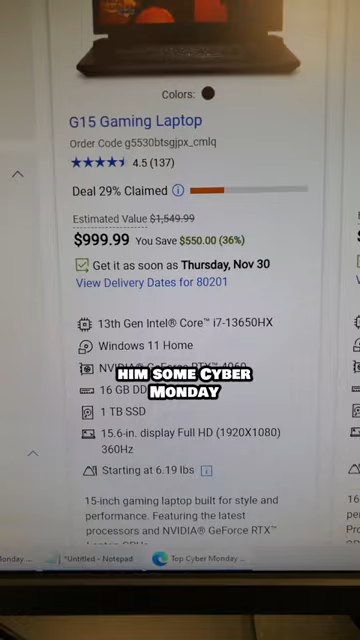 Colors:
G15 Gaming Laptop
Order Code g5530btsgjpx_cmlq
4.5 (137)
Deal 29% Claimed
Estimated Value $1,549.99
$999.99 You Save $550.00 (36%)
Get it as soon as Thursday, Nov 30
View Delivery Dates for 80201
13th Gen Intel® Core™ i7-13650HX
Windows 11 Home
HIM SOME CYBER
MONDAY
16 GB
1 TB SSD
15.6-in. display Full HD (1920X1080)
360Hz
Starting at 6.19 lbs
15-inch gaming laptop built for style and
performance. Featuring the latest
processors and NVIDIA® GeForce RTX™
*Untitled - Notepad
Top Cyber Monday ...